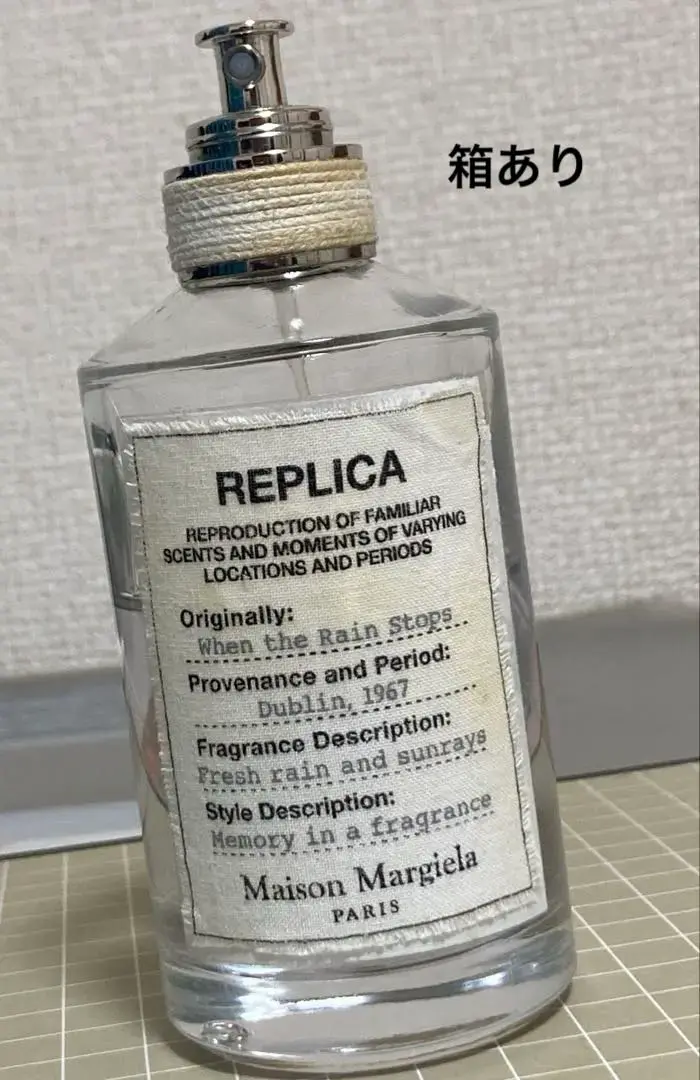 箱あり
REPLICA
REPRODUCTION OF FAMILIAR
SCENTS AND MOMENTS OF VARYING
LOCATIONS AND PERIODS
Originally:
When the Rain Stops
Provenance and Period:
Dublin, 1967
Fragrance Description:
Fresh rain and sunrays
Style Description:
Memory in a fragrance
Maison Margiela
PARIS